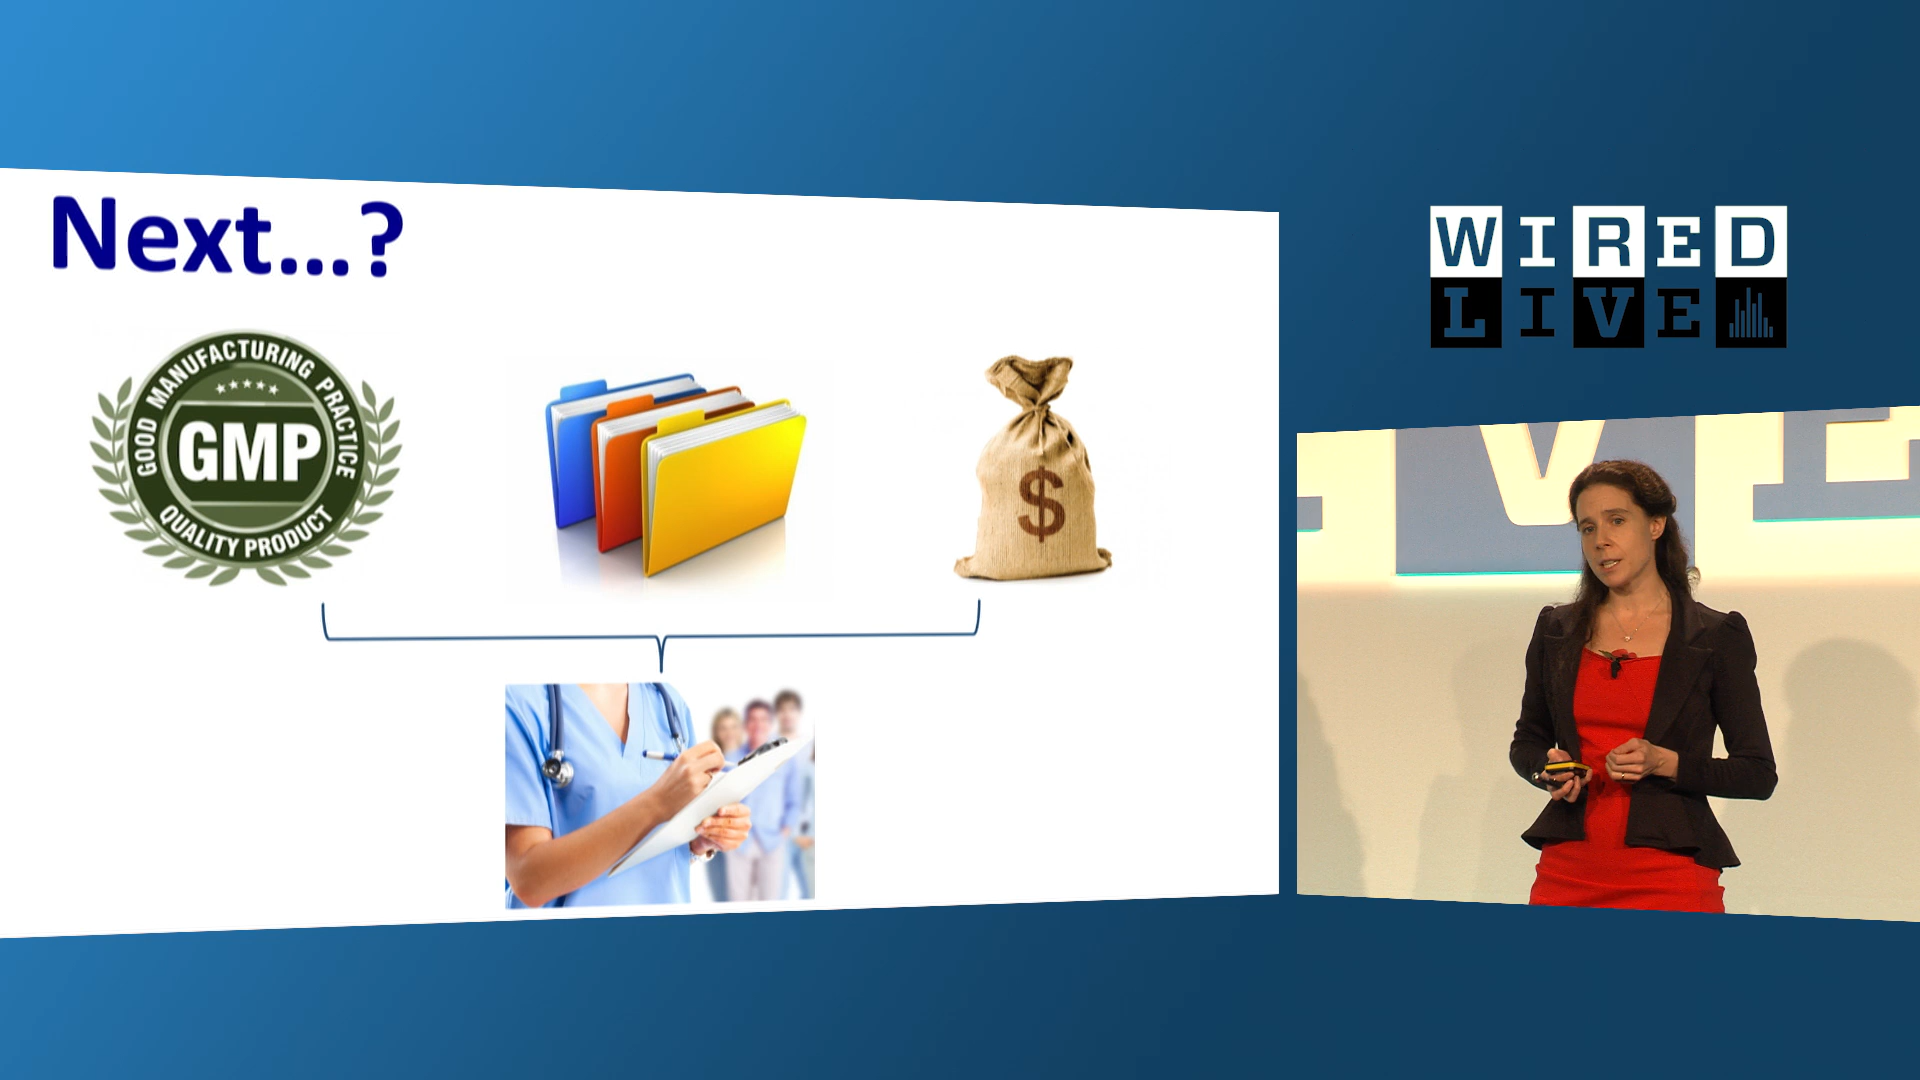 Next...?
GOOD MANUFACTURING PRACTICE
GMP
QUALITY PRODUCT
$
WIRED
LIVE